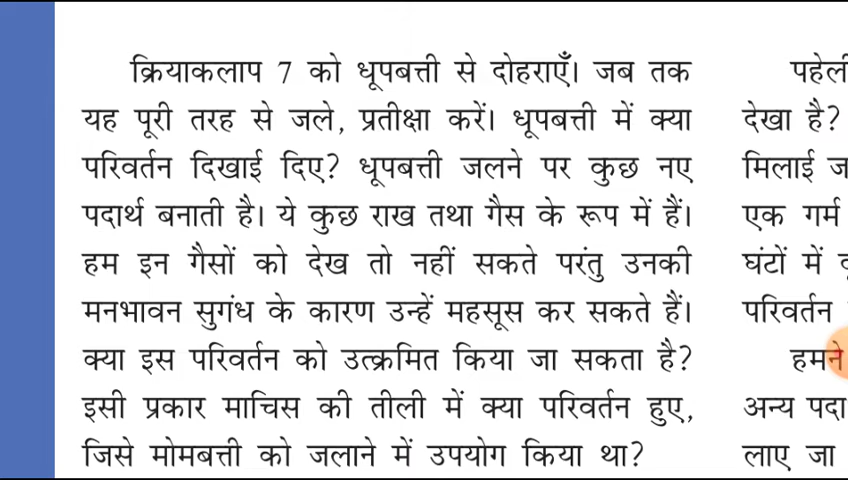 क्रियाकलाप 7 को धूपबत्ती से दोहराएँ। जब तक
यह पूरी तरह से जले, प्रतीक्षा करें। धूपबत्ती में क्या
परिवर्तन दिखाई दिए? धूपबत्ती जलने पर कुछ नए
पदार्थ बनाती है। ये कुछ राख तथा गैस के रूप में हैं।
हम इन गैसों को देख तो नहीं सकते परंतु उनकी
मनभावन सुगंध के कारण उन्हें महसूस कर सकते हैं।
क्या इस परिवर्तन को उत्क्रमित किया जा सकता है?
इसी प्रकार माचिस की तीली में क्या परिवर्तन हुए,
जिसे मोमबत्ती को जलाने में उपयोग किया था?
देखा है?
मिलाई
एक गर्म
घंटों में
परिवर्तन
हमने
अन्य
लाए जा